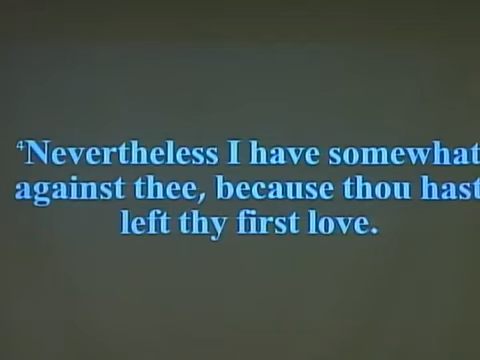 ⁴Nevertheless I have somewhat
against thee, because thou hast
left thy first love.